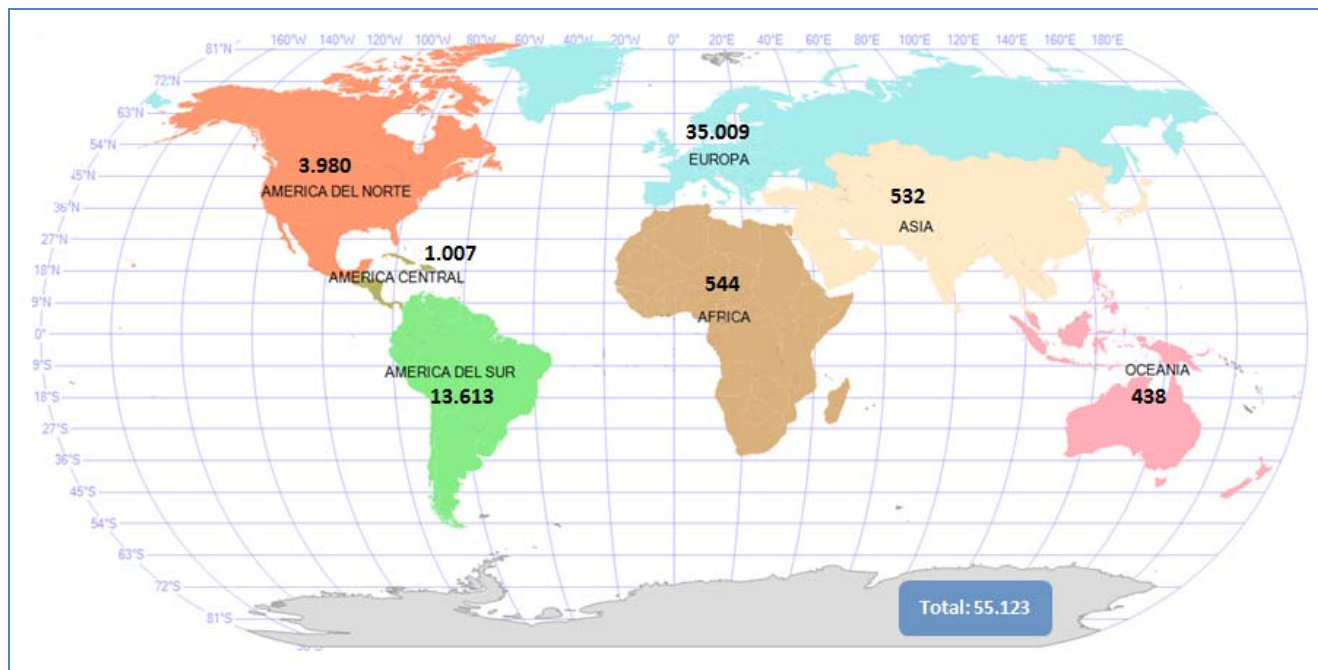 160°W 140°W 120°W 100°W 80°W 60°W 40°W 20°W 0° 20°E 40°E 60°E 80°E 100°E 120°E 140°E 160°E 180°E
81°N
72°N
63°N
54°N
45°N
36°N
27°N
18°N
9°N
0°
9°S
18°S
27°S
36°S
45°S
54°S
63°S
72°S
81°S
3.980
AMERICA DEL NORTE
35.009
EUROPA
532
ASIA
1.007
AMERICA CENTRAL
544
AFRICA
AMERICA DEL SUR
13.613
OCEANIA
438
Total: 55.123